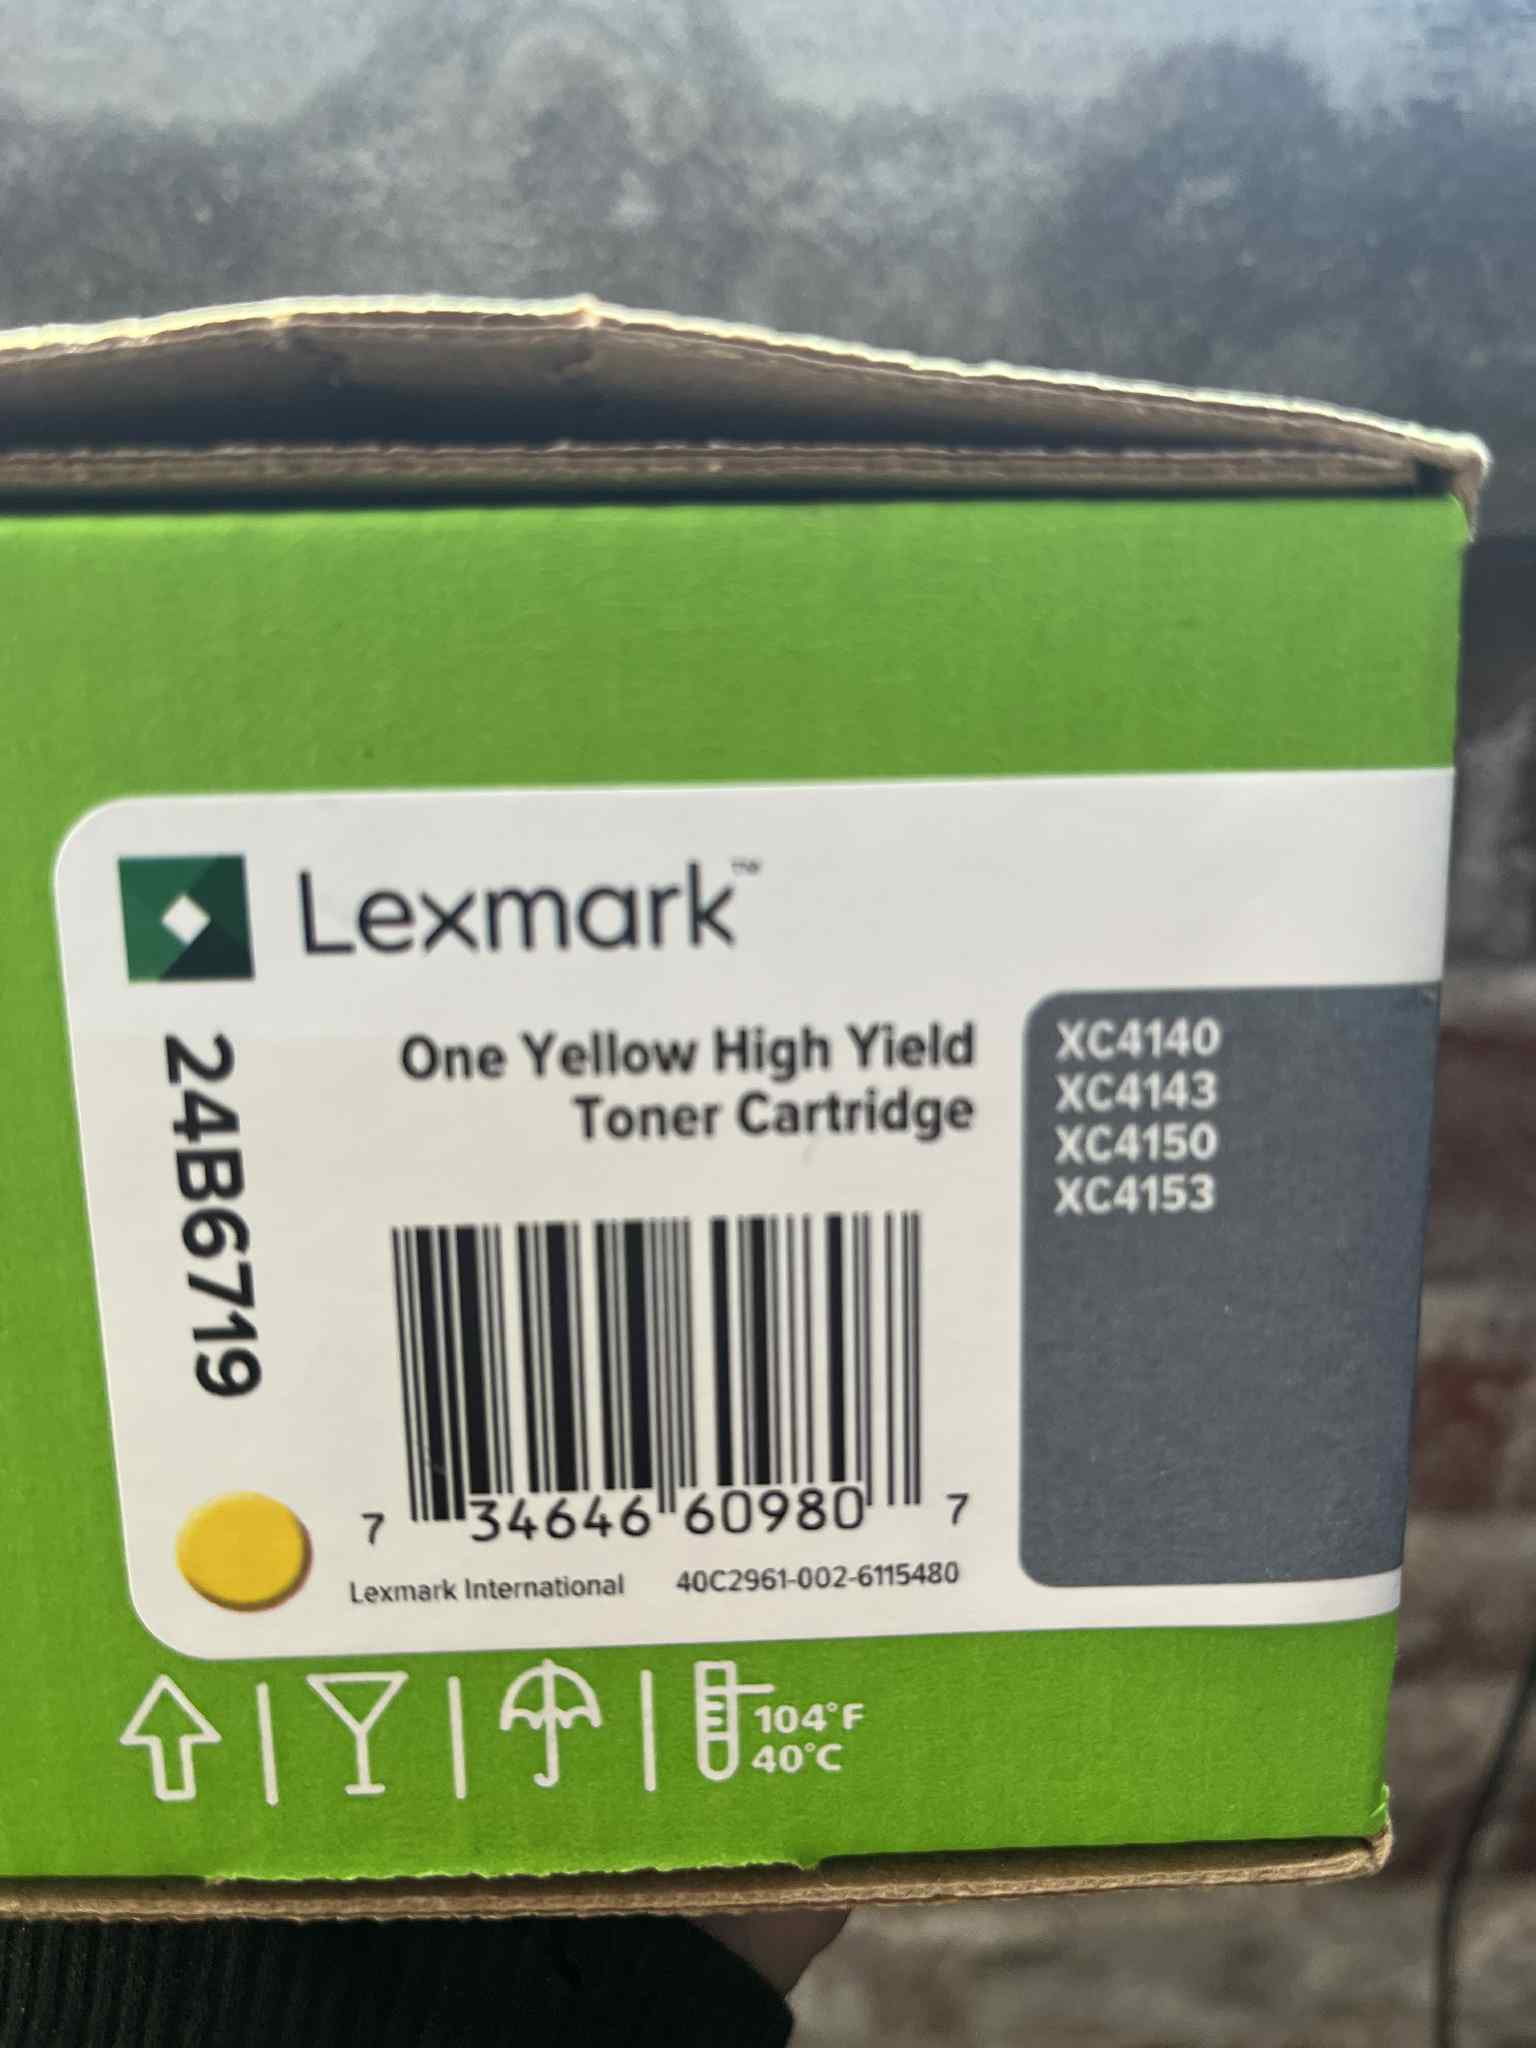 Lexmark™
24B6719
One Yellow High Yield
Toner Cartridge
XC4140
XC4143
XC4150
XC4153
7 34646 60980 7
Lexmark International 40C2961-002-6115480
104°F
40°C